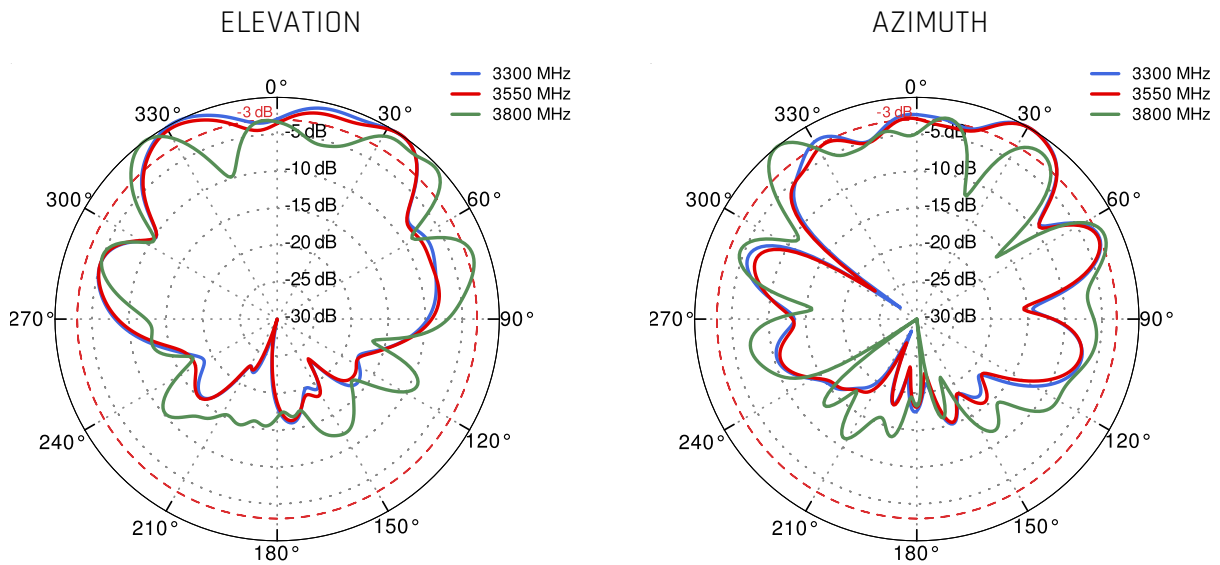 ELEVATION
3300 MHz
3550 MHz
3800 MHz
0°
30°
60°
90°
120°
150°
180°
210°
240°
270°
300°
330°
-3 dB
-5 dB
-10 dB
-15 dB
-20 dB
-25 dB
-30 dB
AZIMUTH
3300 MHz
3550 MHz
3800 MHz
0°
30°
60°
90°
120°
150°
180°
210°
240°
270°
300°
330°
-3 dB
-5 dB
-10 dB
-15 dB
-20 dB
-25 dB
-30 dB